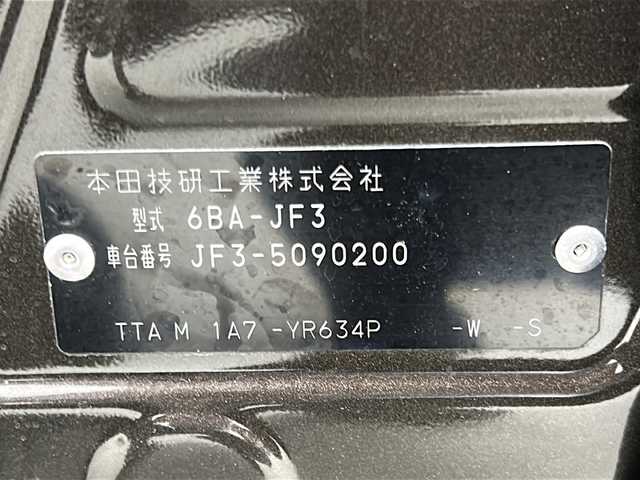 本田技研工業株式会社
型式 6BA-JF3
車台番号 JF3-5090200
TTA M 1A7 -YR634P -W -S